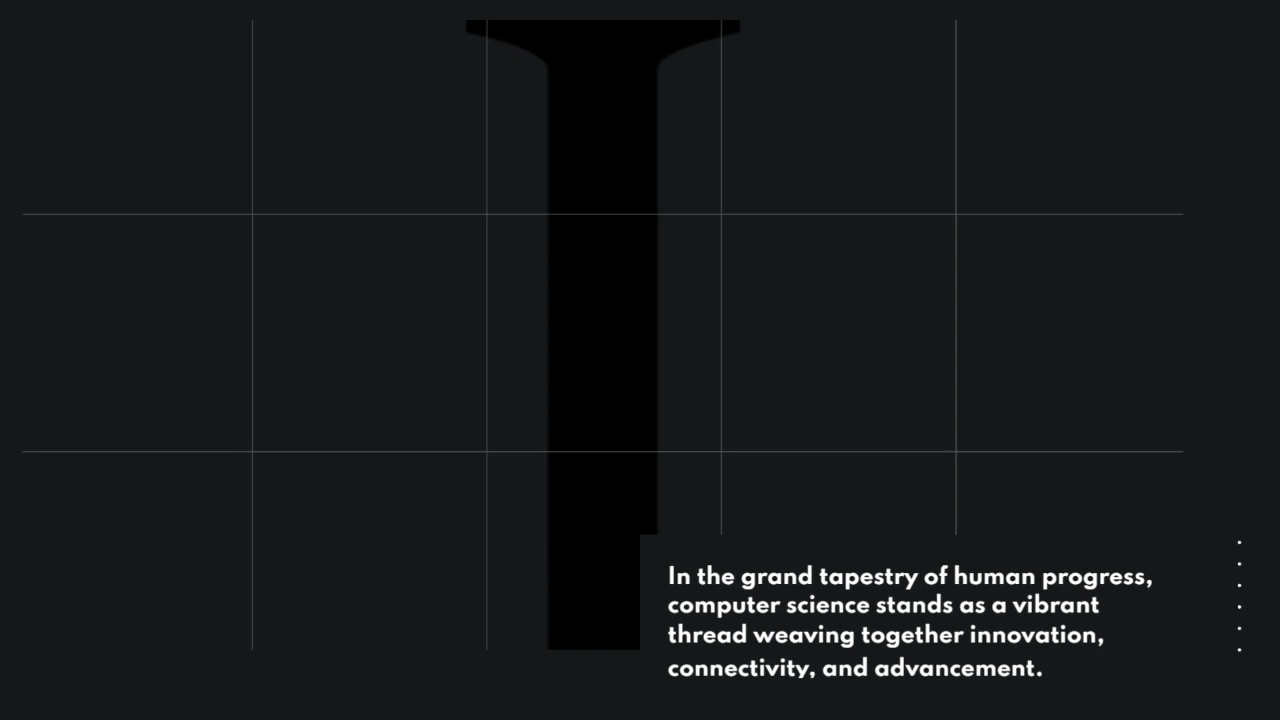 In the grand tapestry of human progress,
computer science stands as a vibrant
thread weaving together innovation,
connectivity, and advancement.